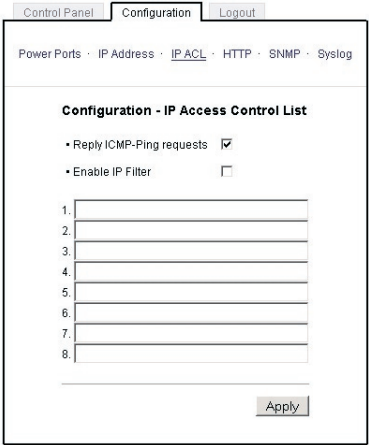 Control Panel Configuration Logout
Power Ports · IP Address · IP ACL · HTTP · SNMP · Syslog
Configuration - IP Access Control List
▪ Reply ICMP-Ping requests
▪ Enable IP Filter
1.
2.
3.
4.
5.
6.
7.
8.
Apply